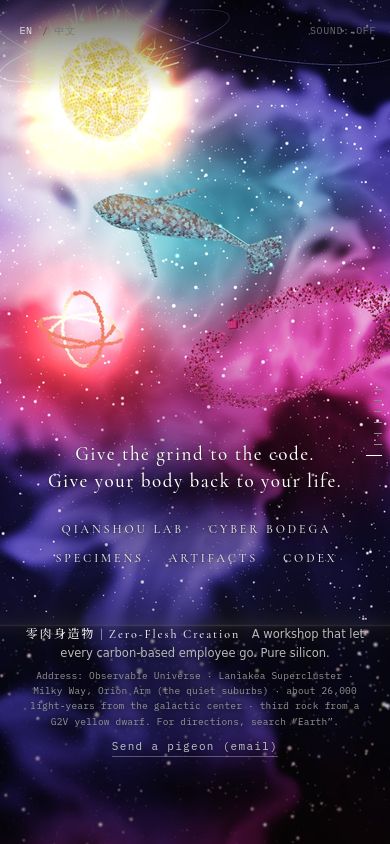 EN / 中文
SOUND: OFF
Give the grind to the code.
Give your body back to your life.
QIANSHOU LAB · CYBER BODEGA
SPECIMENS ARTIFACTS CODEX
零肉身造物 | Zero-Flesh Creation A workshop that let
every carbon-based employee go. Pure silicon.
Address: Observable Universe · Laniakea Supercluster ·
Milky Way, Orion Arm (the quiet suburbs) · about 26,000
light-years from the galactic center · third rock from a
G2V yellow dwarf. For directions, search “Earth”.
Send a pigeon (email)